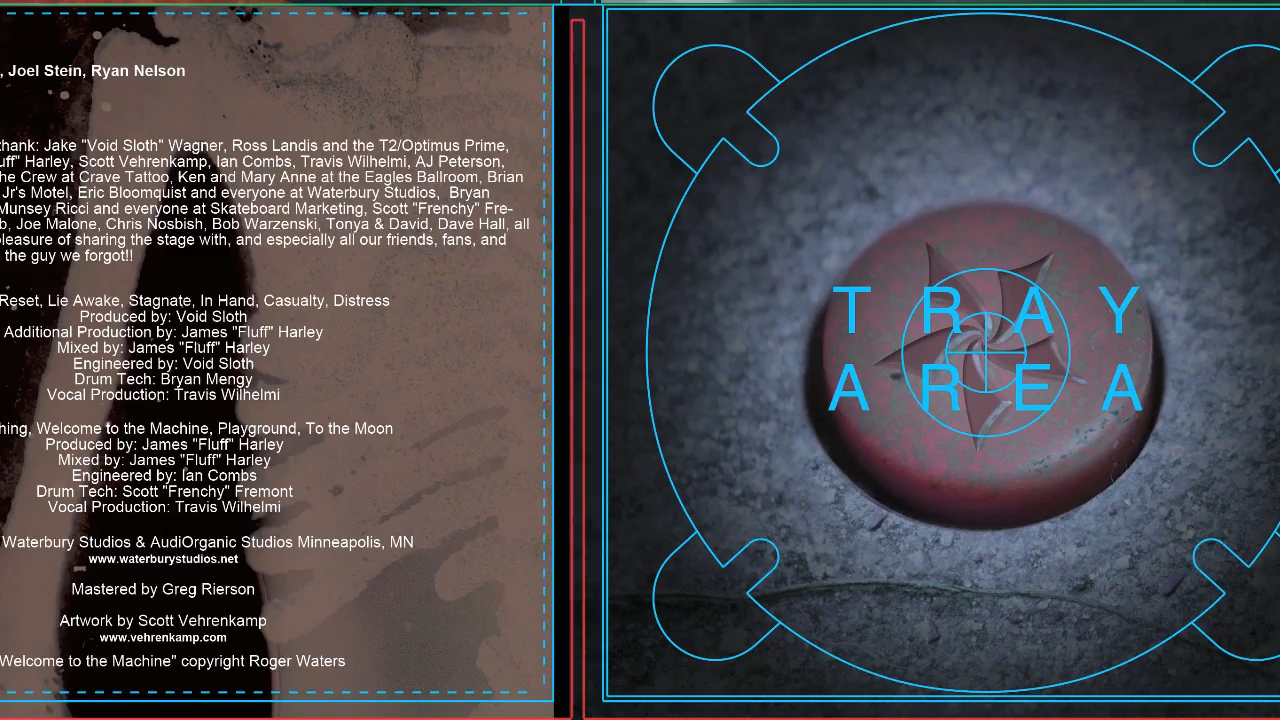 , Joel Stein, Ryan Nelson
thank: Jake "Void Sloth" Wagner, Ross Landis and the T2/Optimus Prime,
uff" Harley, Scott Vehrenkamp, Ian Combs, Travis Wilhelmi, AJ Peterson,
he Crew at Crave Tattoo, Ken and Mary Anne at the Eagles Ballroom, Brian
Jr's Motel, Eric Bloomquist and everyone at Waterbury Studios, Bryan
Munsey Ricci and everyone at Skateboard Marketing, Scott "Frenchy" Fre-
b, Joe Malone, Chris Nosbish, Bob Warzenski, Tonya & David, Dave Hall, all
leasure of sharing the stage with, and especially all our friends, fans, and
the guy we forgot!!
Reset, Lie Awake, Stagnate, In Hand, Casualty, Distress
Produced by: Void Sloth
Additional Production by: James "Fluff" Harley
Mixed by: James "Fluff" Harley
Engineered by: Void Sloth
Drum Tech: Bryan Mengy
Vocal Production: Travis Wilhelmi
hing, Welcome to the Machine, Playground, To the Moon
Produced by: James "Fluff" Harley
Mixed by: James "Fluff" Harley
Engineered by: Ian Combs
Drum Tech: Scott "Frenchy" Fremont
Vocal Production: Travis Wilhelmi
Waterbury Studios & AudiOrganic Studios Minneapolis, MN
www.waterburystudios.net
Mastered by Greg Rierson
Artwork by Scott Vehrenkamp
www.vehrenkamp.com
Welcome to the Machine" copyright Roger Waters
TRAY
AREA